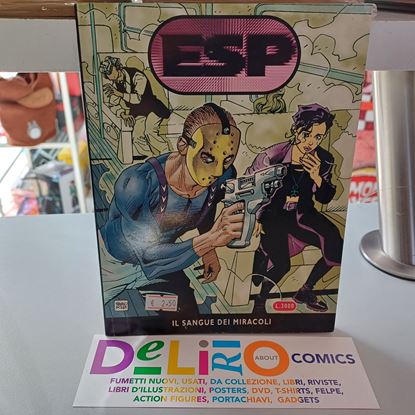 ESP
€ 2.50
L.3000
IL SANGUE DEI MIRACOLI
DeLiRiO ABOUT COMICS
FUMETTI NUOVI, USATI, DA COLLEZIONE, LIBRI, RIVISTE,
LIBRI D'ILLUSTRAZIONI, POSTERS, DVD, T-SHIRTS, FELPE,
ACTION FIGURES, PORTACHIAVI, GADGETS